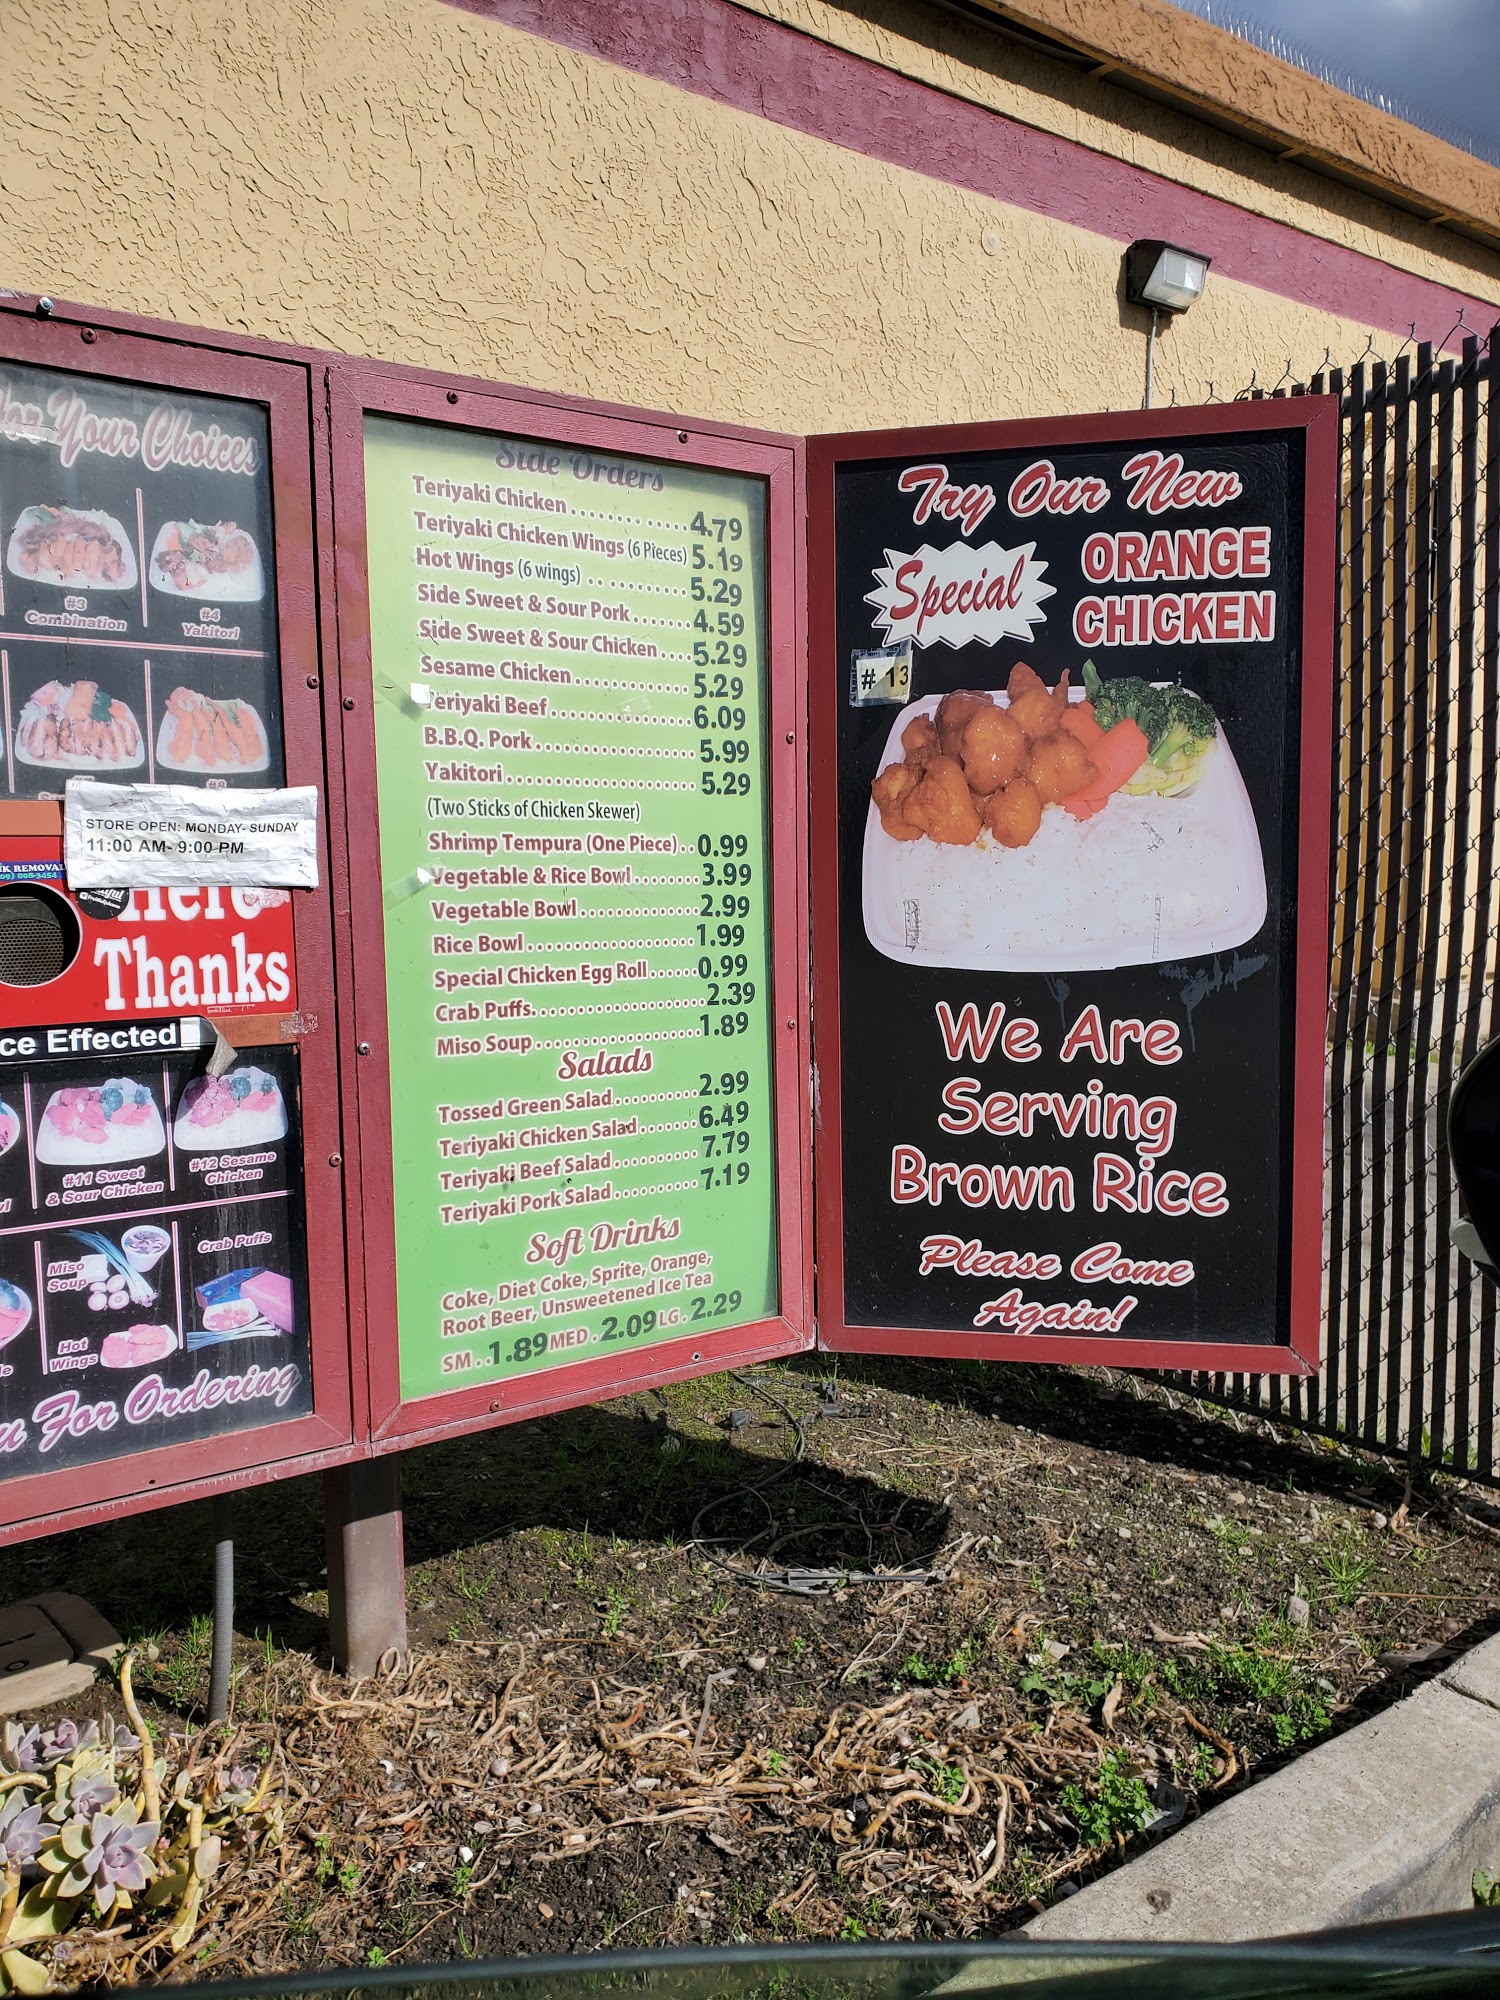 Your Choices
#3
Combination
#4
Yakitori
#8
STORE OPEN: MONDAY- SUNDAY
11:00 AM- 9:00 PM
REMOVAL
808-5454
Here
Thanks
ce Effected
#11 Sweet
& Sour Chicken
#12 Sesame
Chicken
Miso
Soup
Crab Puffs
Hot
Wings
For Ordering
Side Orders
Teriyaki Chicken 4.79
Teriyaki Chicken Wings (6 Pieces) 5.19
Hot Wings (6 wings) 5.29
Side Sweet & Sour Pork 4.59
Side Sweet & Sour Chicken 5.29
Sesame Chicken 5.29
Teriyaki Beef 6.09
B.B.Q. Pork 5.99
Yakitori 5.29
(Two Sticks of Chicken Skewer)
Shrimp Tempura (One Piece) 0.99
Vegetable & Rice Bowl 3.99
Vegetable Bowl 2.99
Rice Bowl 1.99
Special Chicken Egg Roll 0.99
Crab Puffs 2.39
Miso Soup 1.89
Salads
Tossed Green Salad 2.99
Teriyaki Chicken Salad 6.49
Teriyaki Beef Salad 7.79
Teriyaki Pork Salad 7.19
Soft Drinks
Coke, Diet Coke, Sprite, Orange,
Root Beer, Unsweetened Ice Tea
SM..1.89 MED.2.09 LG.2.29
Try Our New
Special
ORANGE
CHICKEN
# 13
We Are
Serving
Brown Rice
Please Come
Again!